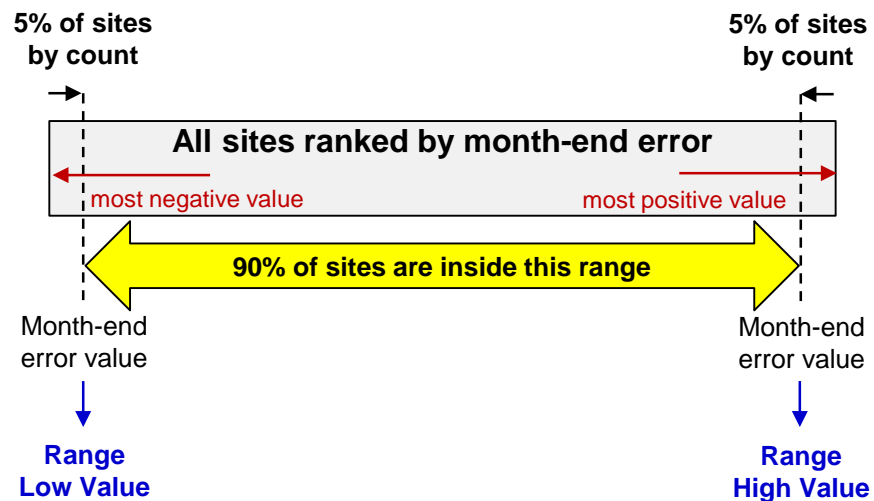 5% of sites
by count
5% of sites
by count
All sites ranked by month-end error
most negative value
most positive value
90% of sites are inside this range
Month-end
error value
Month-end
error value
Range
Low Value
Range
High Value